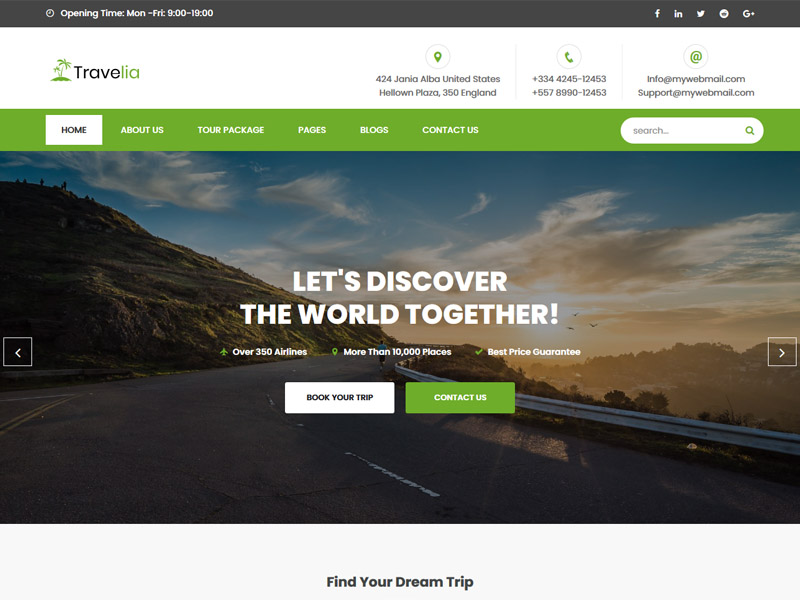 Opening Time: Mon -Fri: 9:00-19:00
Travelia
424 Jania Alba United States
Hellown Plaza, 350 England
+334 4245-12453
+557 8990-12453
Info@mywebmail.com
Support@mywebmail.com
HOME
ABOUT US
TOUR PACKAGE
PAGES
BLOGS
CONTACT US
search...
LET'S DISCOVER
THE WORLD TOGETHER!
Over 350 Airlines
More Than 10,000 Places
Best Price Guarantee
BOOK YOUR TRIP
CONTACT US
Find Your Dream Trip